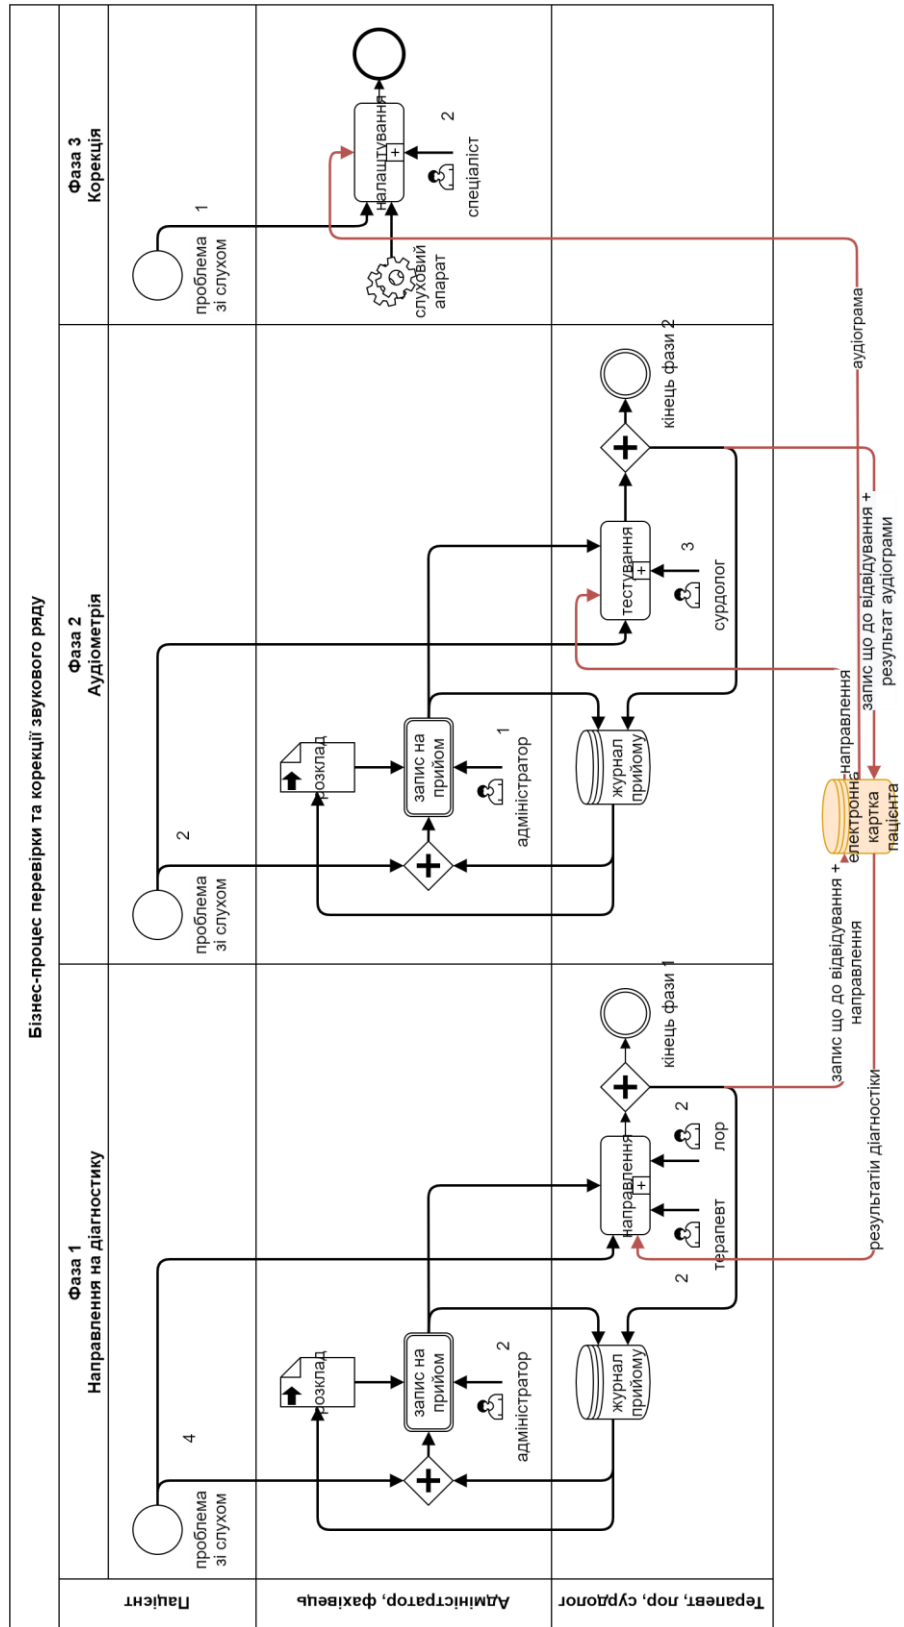 Бізнес-процес перевірки та корекції звукового ряду
Фаза 1
Направлення на діагностику
Фаза 2
Аудіометрія
Фаза 3
Корекція
Пацієнт
проблема
зі слухом
4
проблема
зі слухом
2
проблема
зі слухом
1
Адміністратор, фахівець
розклад
запис на
прийом
2
адміністратор
розклад
запис на
прийом
1
адміністратор
слуховий
апарат
налаштування
2
спеціаліст
Терапевт, лор, сурдолог
журнал
прийому
направлення
2
терапевт
2
лор
кінець фази 1
журнал
прийому
тестування
3
сурдолог
кінець фази 2
результатіи діагностики
запис що до відвідування +
направлення
електронна
картка
пацієнта
направлення
запис що до відвідування +
результат аудіограми
аудіограма